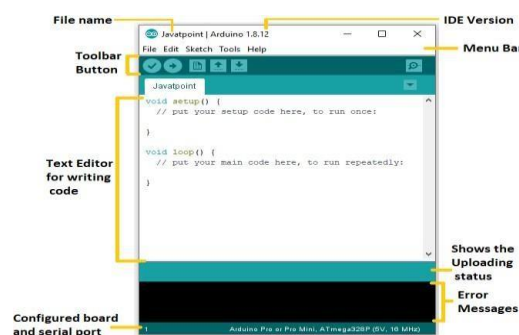 File name
IDE Version
Javatpoint | Arduino 1.8.12
File Edit Sketch Tools Help
Menu Bar
Toolbar
Button
Javatpoint
void setup() {
// put your setup code here, to run once:
}
void loop() {
// put your main code here, to run repeatedly:
}
Text Editor
for writing
code
Shows the
Uploading
status
Error
Messages
Configured board
and serial port
1
Arduino Pro or Pro Mini, ATmega328P (5V, 16 MHz)